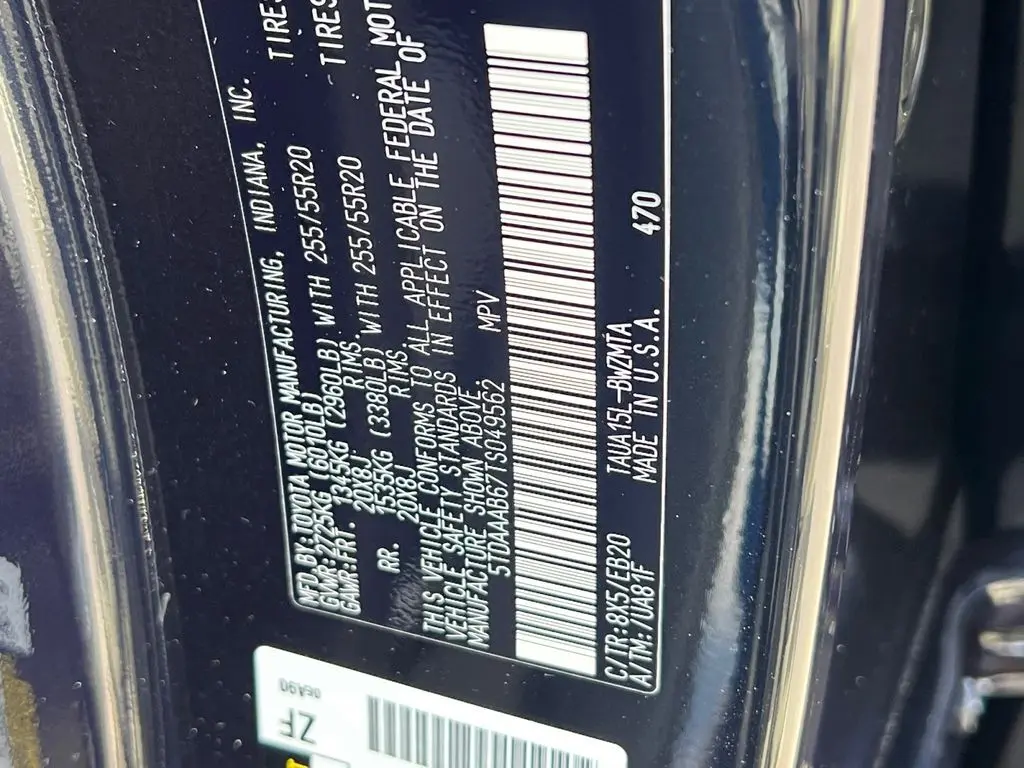 MFD BY:TOYOTA MOTOR MANUFACTURING, INDIANA, INC.
GVWR:2725KG (6010LB)
GAWR:FRT. 1345KG (2960LB) WITH 255/55R20 TIRES
20X8J RIMS,
RR. 1535KG (3380LB) WITH 255/55R20 TIRES
20X8J RIMS,
THIS VEHICLE CONFORMS TO ALL APPLICABLE FEDERAL MOT
VEHICLE SAFETY STANDARDS IN EFFECT ON THE DATE OF
MANUFACTURE SHOWN ABOVE.
MPV
C/TR:8X5/EB20 TAUA15L-BWZMTA
A/TM:/UA81F MADE IN U.S.A. 470
0EA90
ZF